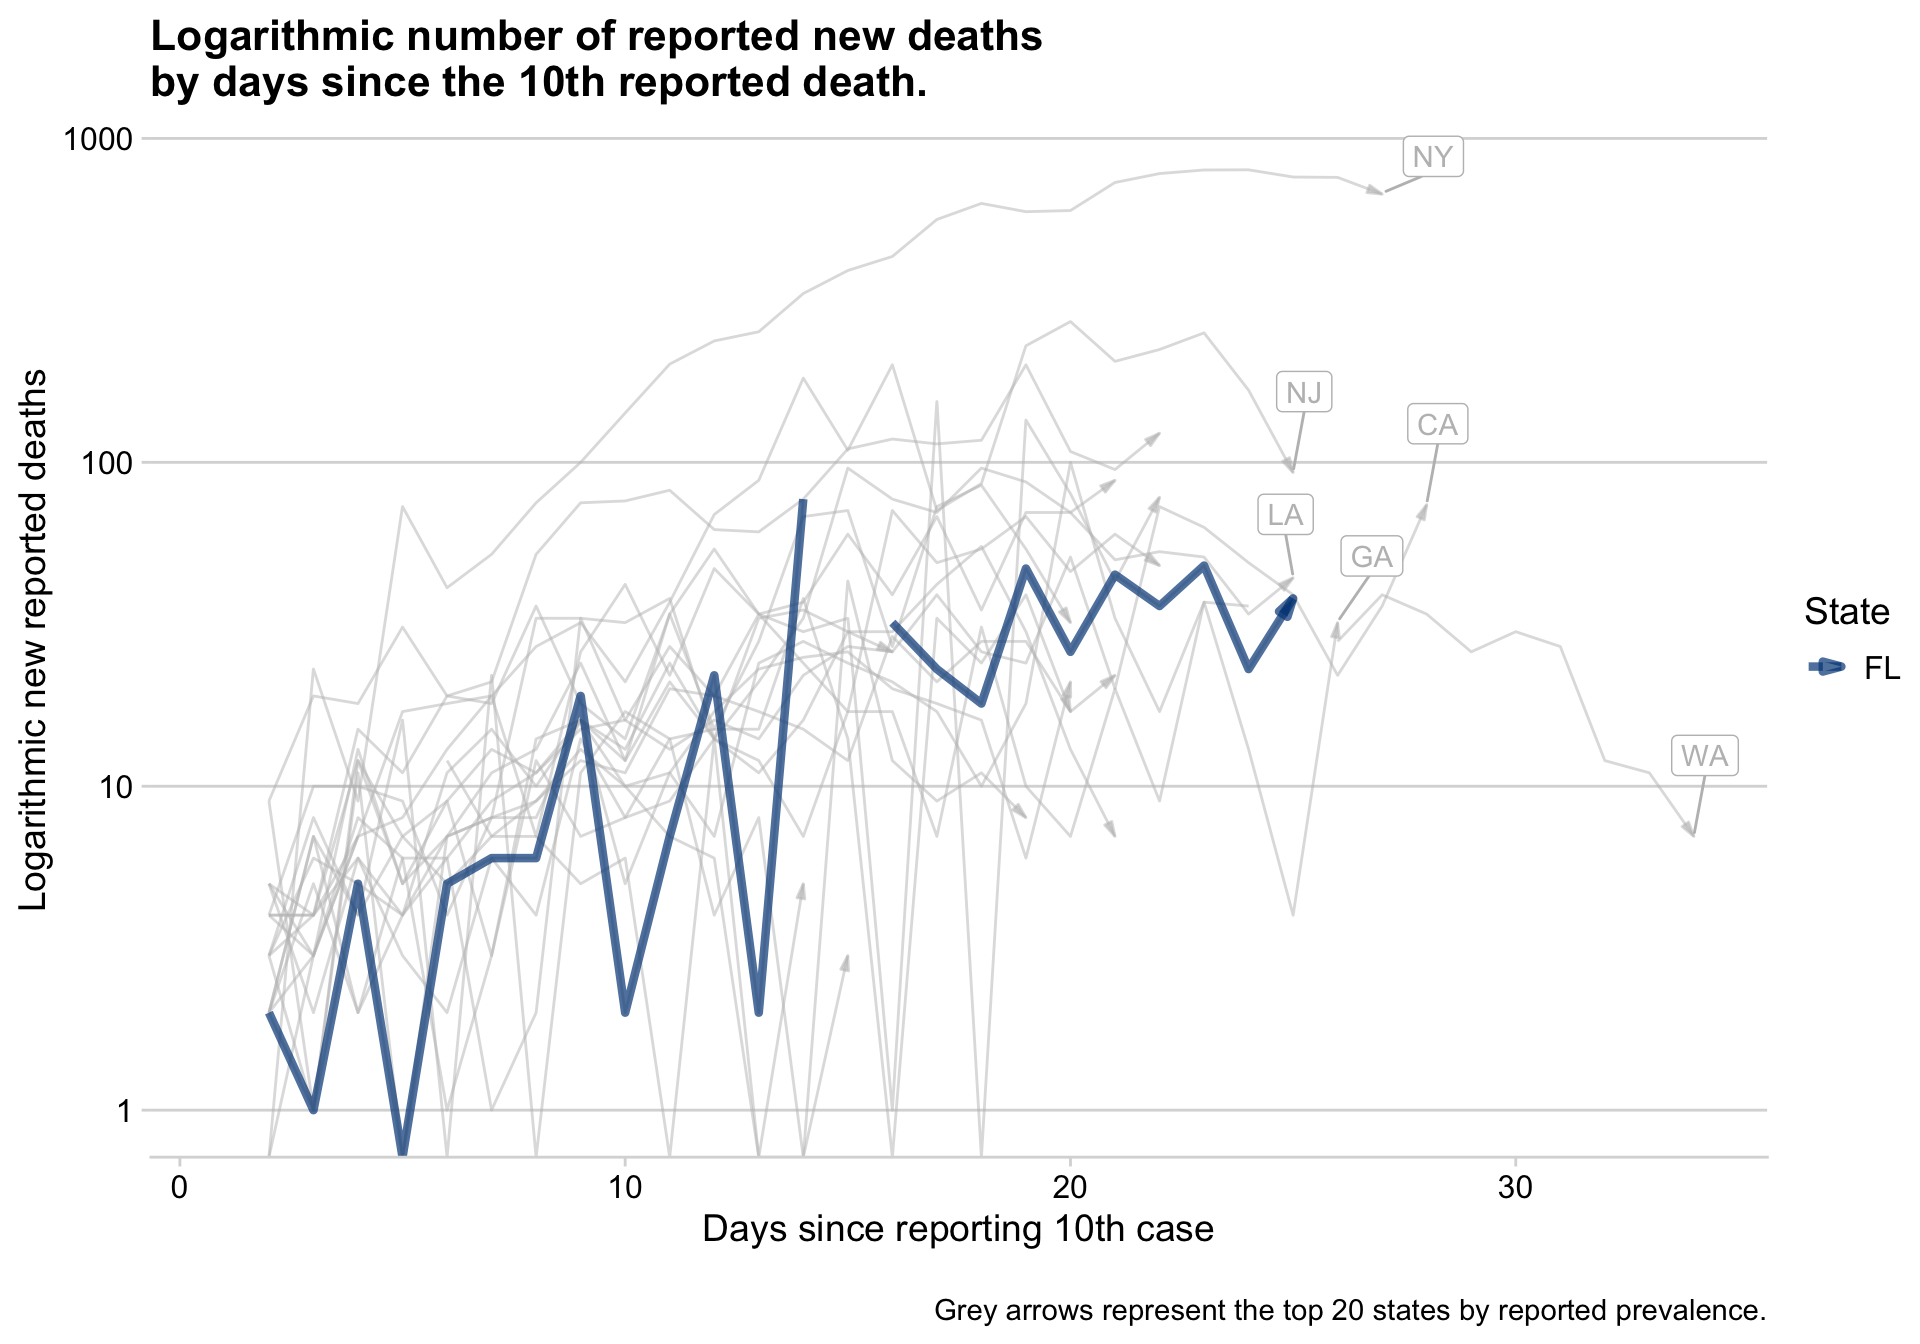 Logarithmic number of reported new deaths
by days since the 10th reported death.
Logarithmic new reported deaths
1000
100
10
1
NY
NJ
CA
LA
GA
WA
State
FL
0
10
20
30
Days since reporting 10th case
Grey arrows represent the top 20 states by reported prevalence.